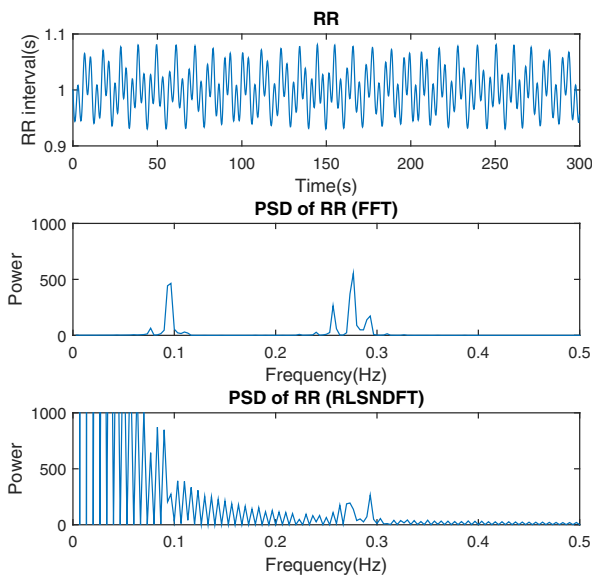 RR
1.1
1
0.9
RR interval(s)
0 50 100 150 200 250 300
Time(s)
PSD of RR (FFT)
1000
500
0
Power
0 0.1 0.2 0.3 0.4 0.5
Frequency(Hz)
PSD of RR (RLSNDFT)
1000
500
0
Power
0 0.1 0.2 0.3 0.4 0.5
Frequency(Hz)